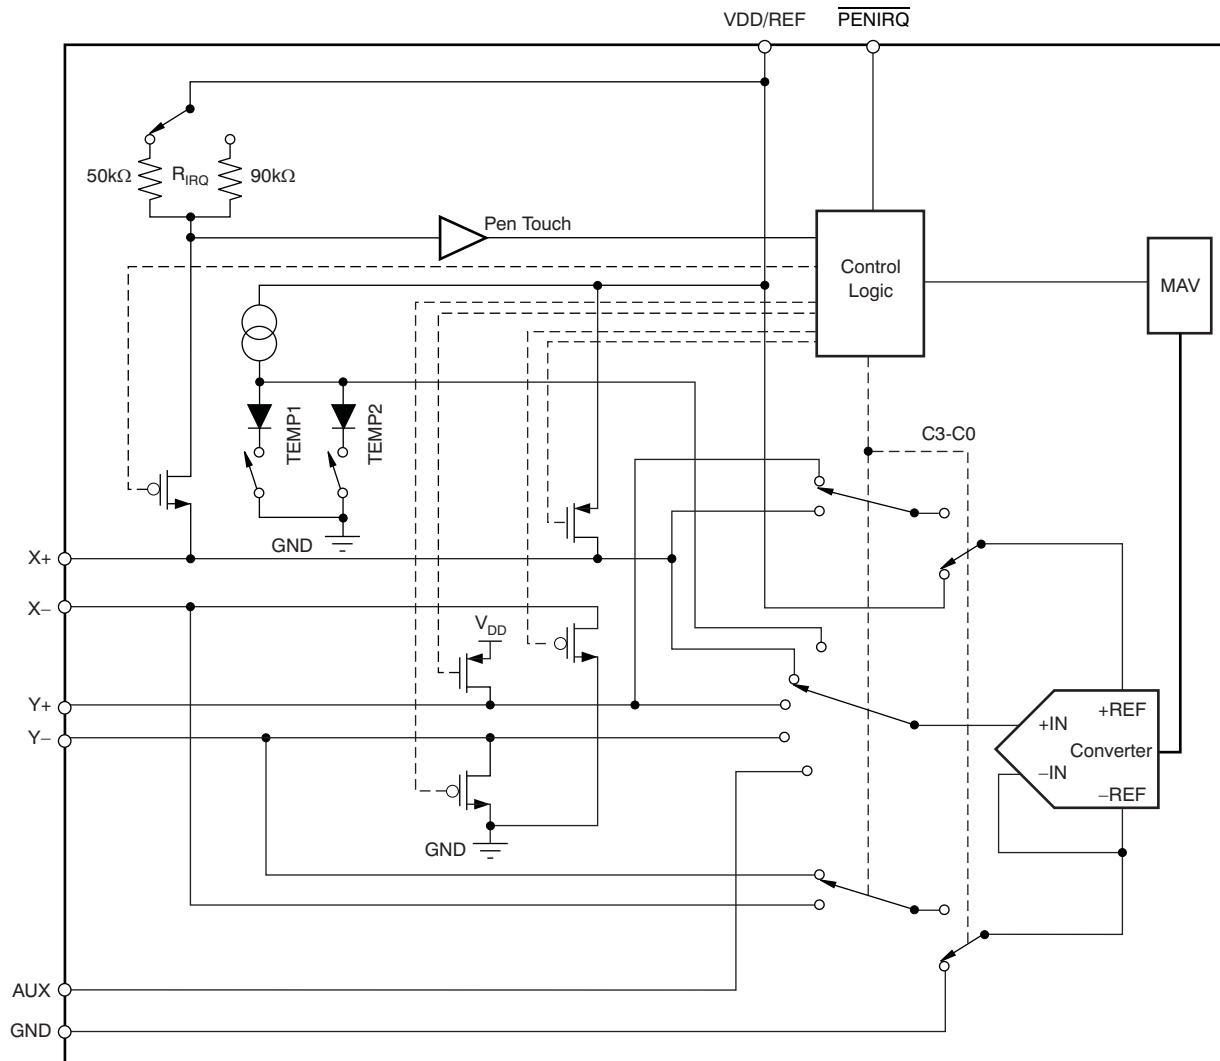 VDD/REF
PENIRQ
50kΩ
RIRQ
90kΩ
Pen Touch
Control
Logic
MAV
TEMP1
TEMP2
C3-C0
GND
X+
X−
VDD
Y+
Y−
+IN
+REF
Converter
−IN
−REF
GND
AUX
GND